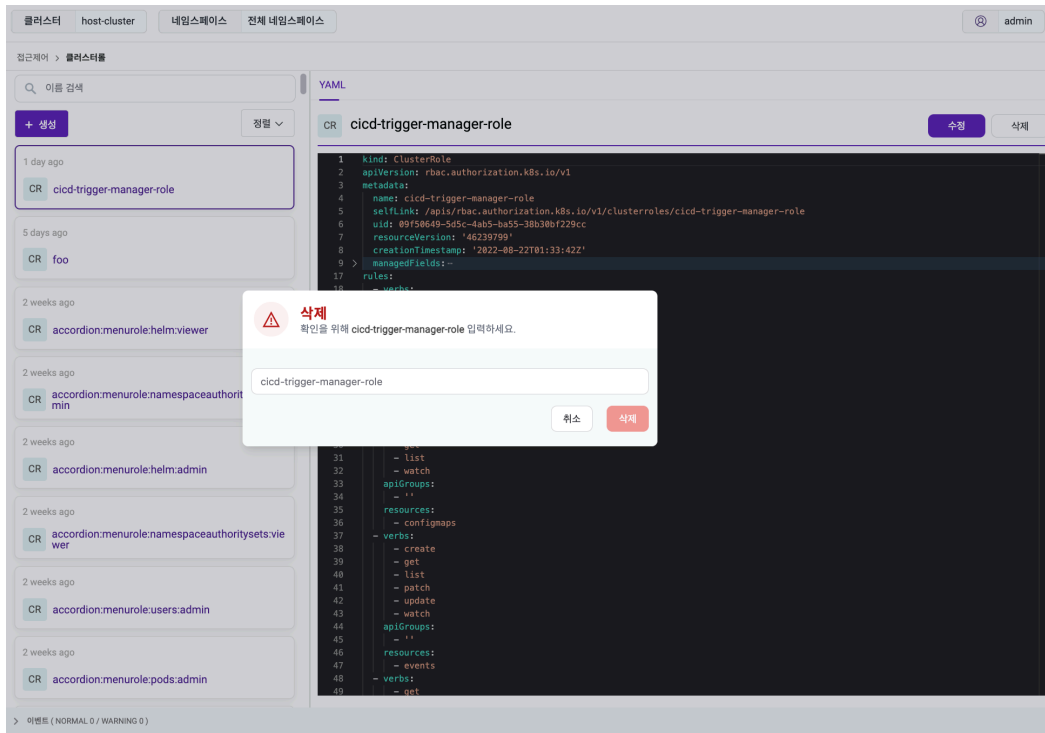 클러스터 host-cluster 네임스페이스 전체 네임스페이스 admin
접근제어 > 클러스터롤
이름 검색
+ 생성 정렬
1 day ago
CR cicd-trigger-manager-role
5 days ago
CR foo
2 weeks ago
CR accordion:menurole:helm:viewer
2 weeks ago
CR accordion:menurole:namespaceauthorit
min
2 weeks ago
CR accordion:menurole:helm:admin
2 weeks ago
CR accordion:menurole:namespaceauthoritysets:vie
wer
2 weeks ago
CR accordion:menurole:users:admin
2 weeks ago
CR accordion:menurole:pods:admin
YAML
CR cicd-trigger-manager-role 수정 삭제
1 kind: ClusterRole
2 apiVersion: rbac.authorization.k8s.io/v1
3 metadata:
4 name: cicd-trigger-manager-role
5 selfLink: /apis/rbac.authorization.k8s.io/v1/clusterroles/cicd-trigger-manager-role
6 uid: 09f50649-5d5c-4ab5-ba55-38b30bf229cc
7 resourceVersion: '46239799'
8 creationTimestamp: '2022-08-22T01:33:42Z'
9 > managedFields:
17 rules:
18 - verbs:
삭제
확인을 위해 cicd-trigger-manager-role 입력하세요.
cicd-trigger-manager-role
취소 삭제
31 - list
32 - watch
33 apiGroups:
34 - ''
35 resources:
36 - configmaps
37 - verbs:
38 - create
39 - get
40 - list
41 - patch
42 - update
43 - watch
44 apiGroups:
45 - ''
46 resources:
47 - events
48 - verbs:
49 - get
> 이벤트 ( NORMAL 0 / WARNING 0 )